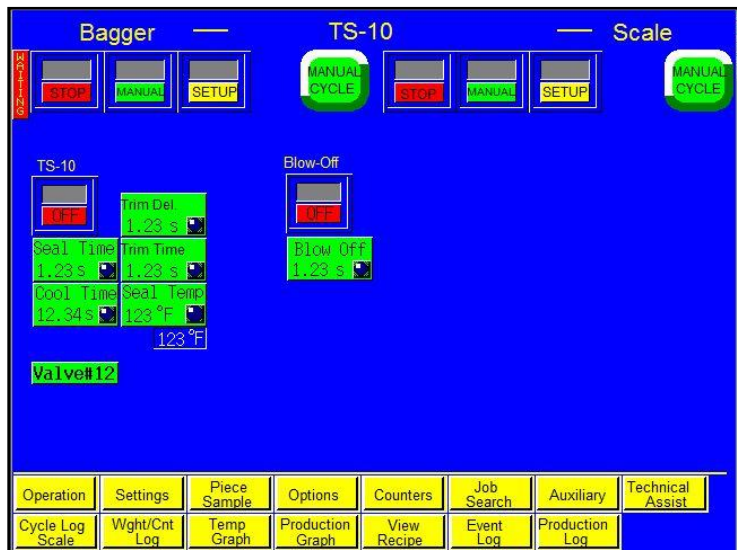 Bagger — TS-10 — Scale
WAITING
STOP MANUAL SETUP MANUAL CYCLE STOP MANUAL SETUP MANUAL CYCLE
TS-10
OFF
Trim Del.
1.23 s
Seal Time
1.23 s
Trim Time
1.23 s
Cool Time
12.34 s
Seal Temp
123 °F
123 °F
Valve#12
Blow-Off
OFF
Blow Off
1.23 s
Operation Settings Piece Sample Options Counters Job Search Auxiliary Technical Assist
Cycle Log Scale Wght/Cnt Log Temp Graph Production Graph View Recipe Event Log Production Log